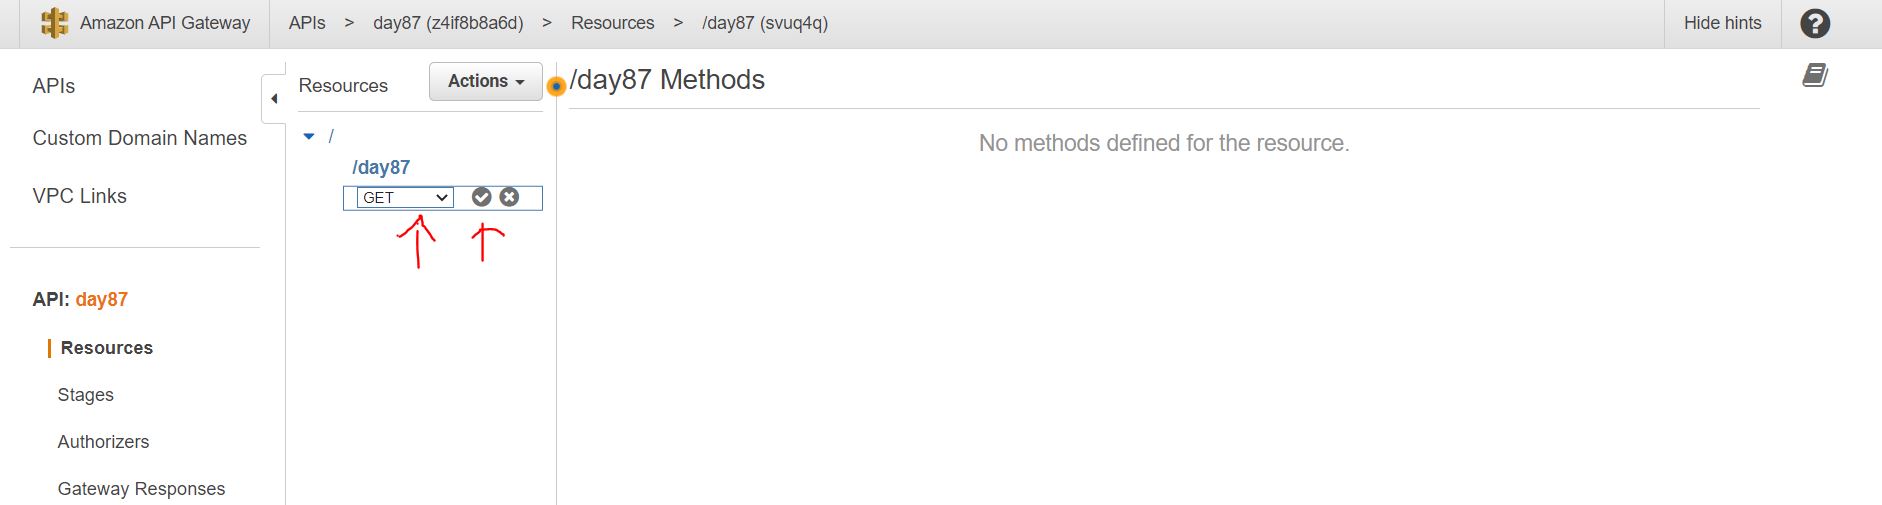 Amazon API Gateway APIs > day87 (z4if8b8a6d) > Resources > /day87 (svuq4q) Hide hints ?
APIs
Custom Domain Names
VPC Links
API: day87
Resources
Stages
Authorizers
Gateway Responses
Resources Actions
/
/day87
GET
/day87 Methods
No methods defined for the resource.